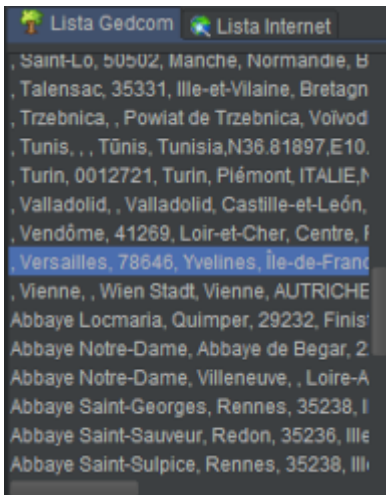 Lista Gedcom Lista Internet
, Saint-Lô, 50502, Manche, Normandie, B
, Talensac, 35331, Ille-et-Vilaine, Bretagn
, Trzebnica, , Powiat de Trzebnica, Voïvod
, Tunis, , , Tūnis, Tunisia,N36.81897,E10.
, Turin, 0012721, Turin, Piémont, ITALIE,N
, Valladolid, , Valladolid, Castille-et-León,
, Vendôme, 41269, Loir-et-Cher, Centre, F
, Versailles, 78646, Yvelines, Île-de-Franc
, Vienne, , Wien Stadt, Vienne, AUTRICHE
Abbaye Locmaria, Quimper, 29232, Finis
Abbaye Notre-Dame, Abbaye de Begar, 2
Abbaye Notre-Dame, Villeneuve, , Loire-A
Abbaye Saint-Georges, Rennes, 35238, I
Abbaye Saint-Sauveur, Redon, 35236, Ille
Abbaye Saint-Sulpice, Rennes, 35238, Ill